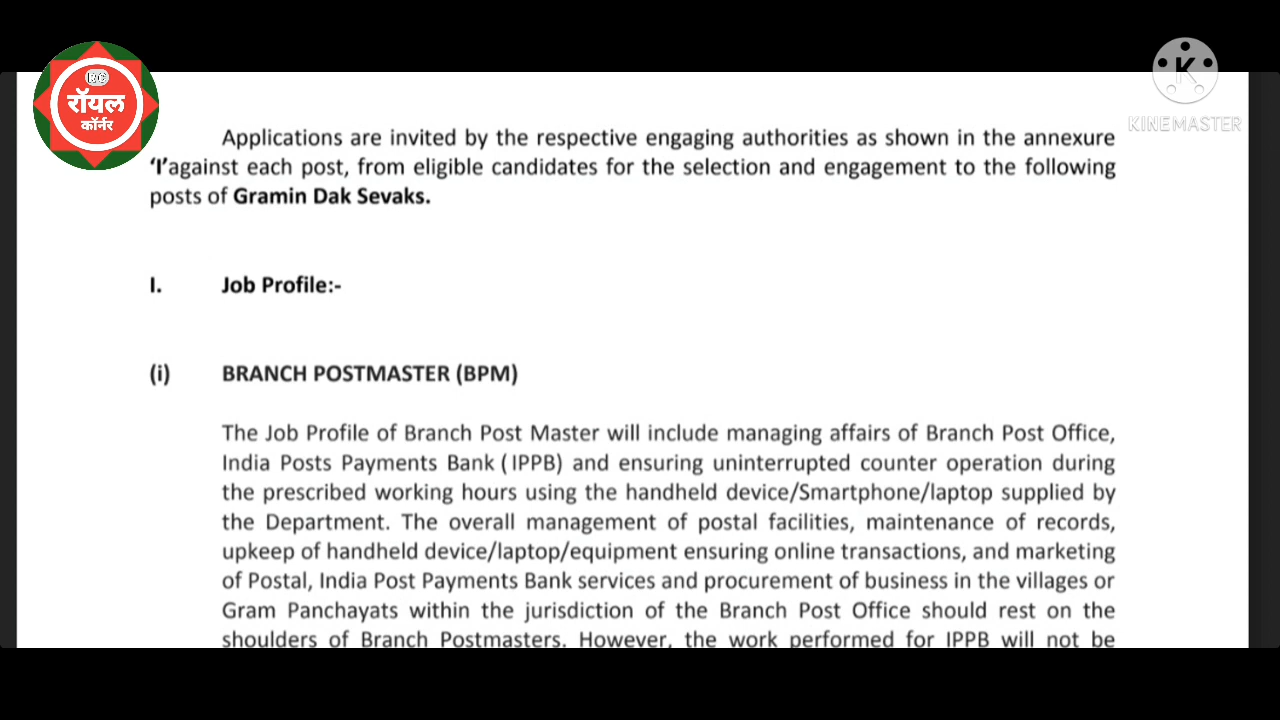 RC
रॉयल
कॉर्नर
K
KINEMASTER
Applications are invited by the respective engaging authorities as shown in the annexure
‘I’against each post, from eligible candidates for the selection and engagement to the following
posts of Gramin Dak Sevaks.
I. Job Profile:-
(i) BRANCH POSTMASTER (BPM)
The Job Profile of Branch Post Master will include managing affairs of Branch Post Office,
India Posts Payments Bank ( IPPB) and ensuring uninterrupted counter operation during
the prescribed working hours using the handheld device/Smartphone/laptop supplied by
the Department. The overall management of postal facilities, maintenance of records,
upkeep of handheld device/laptop/equipment ensuring online transactions, and marketing
of Postal, India Post Payments Bank services and procurement of business in the villages or
Gram Panchayats within the jurisdiction of the Branch Post Office should rest on the
shoulders of Branch Postmasters. However, the work performed for IPPB will not be